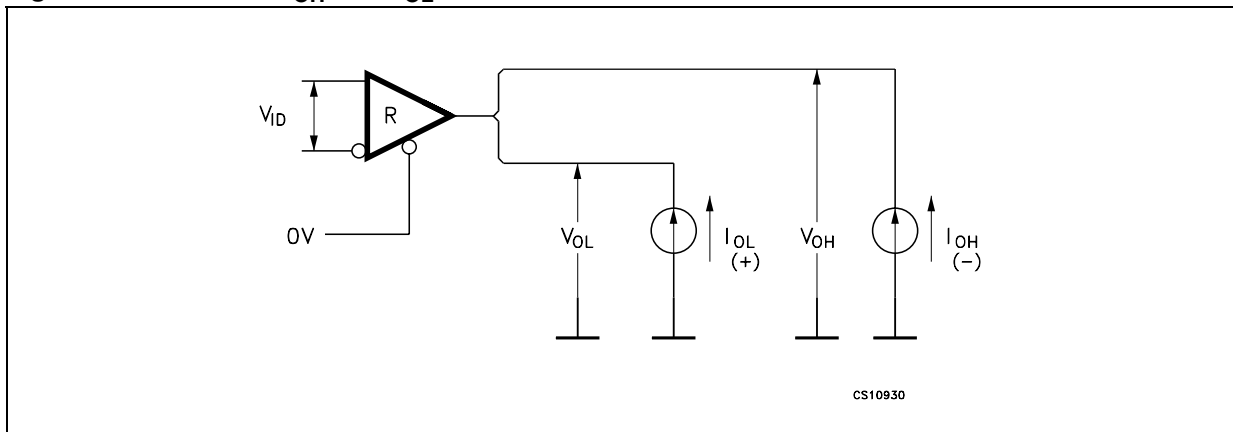 V_ID
R
0V
V_OL
I_OL
(+)
V_OH
I_OH
(-)
CS10930